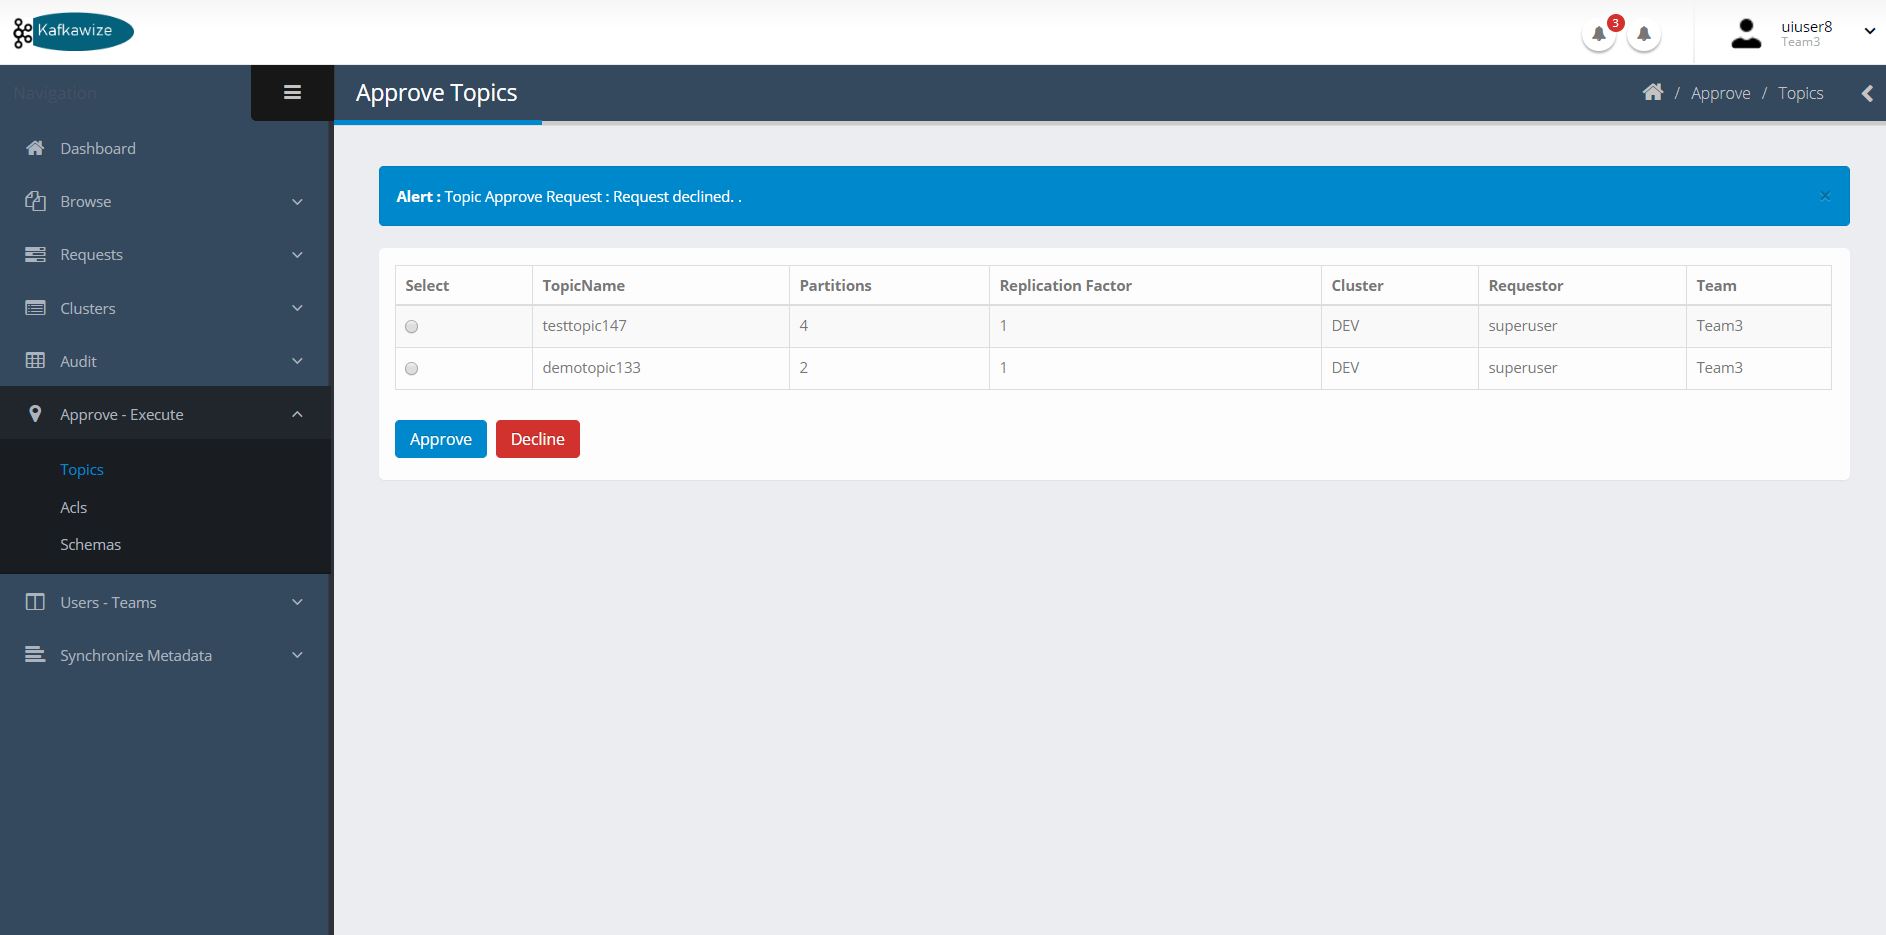 Kafkawize
3
uiuser8
Team3
Navigation
Approve Topics
/ Approve / Topics
Dashboard
Browse
Requests
Clusters
Audit
Approve - Execute
Topics
Acls
Schemas
Users - Teams
Synchronize Metadata
Alert : Topic Approve Request : Request declined. .
×
Select TopicName Partitions Replication Factor Cluster Requestor Team
testtopic147 4 1 DEV superuser Team3
demotopic133 2 1 DEV superuser Team3
Approve Decline